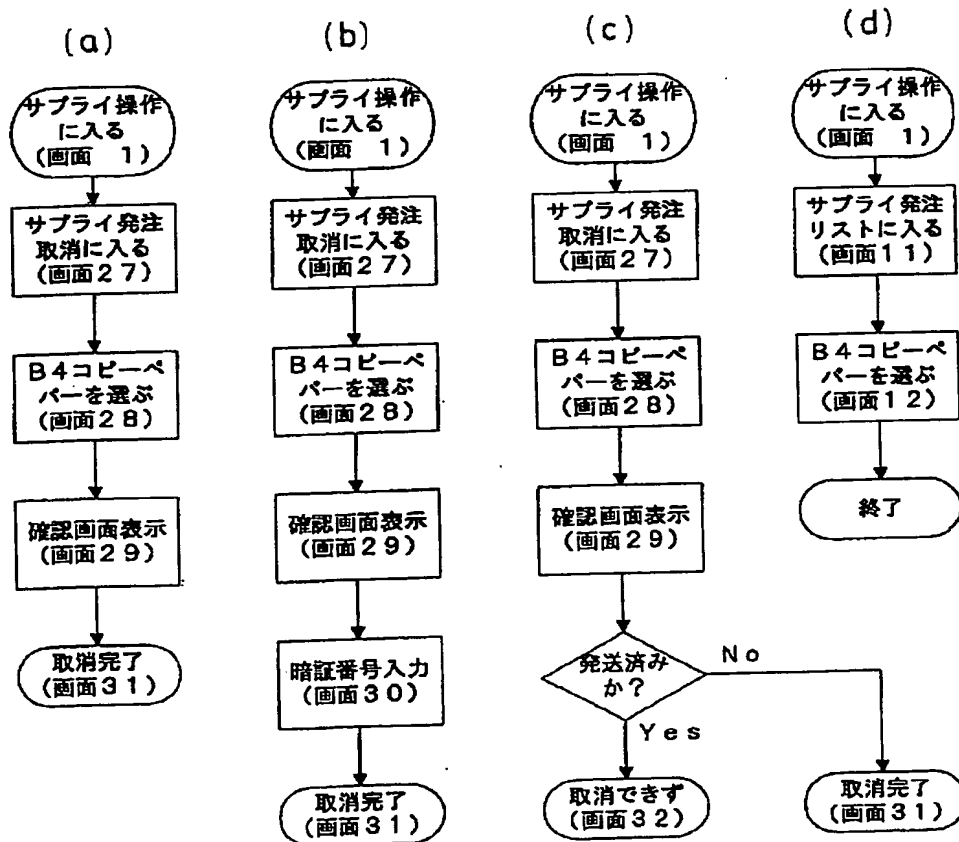 (a)
サプライ操作
に入る
(画面 1)
サプライ発注
取消に入る
(画面27)
B4コピーペ
パーを選ぶ
(画面28)
確認画面表示
(画面29)
取消完了
(画面31)
(b)
サプライ操作
に入る
(画面 1)
サプライ発注
取消に入る
(画面27)
B4コピーペ
パーを選ぶ
(画面28)
確認画面表示
(画面29)
暗証番号入力
(画面30)
取消完了
(画面31)
(c)
サプライ操作
に入る
(画面 1)
サプライ発注
取消に入る
(画面27)
B4コピーペ
パーを選ぶ
(画面28)
確認画面表示
(画面29)
発送済み
か?
No
Yes
取消できず
(画面32)
取消完了
(画面31)
(d)
サプライ操作
に入る
(画面 1)
サプライ発注
リストに入る
(画面11)
B4コピーペ
パーを選ぶ
(画面12)
終了